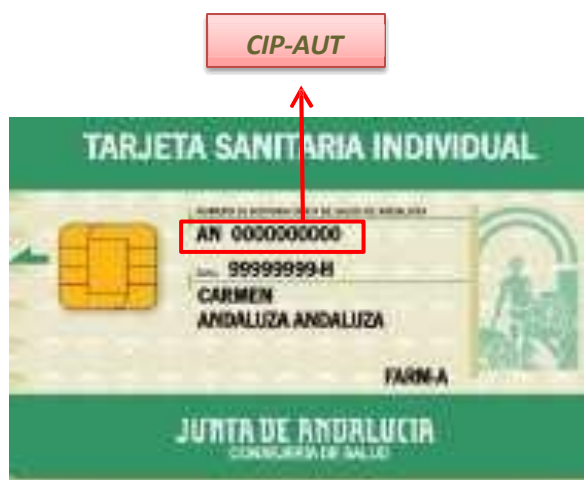 CIP-AUT
TARJETA SANITARIA INDIVIDUAL
AN 0000000000
99999999-H
CARMEN
ANDALUZA ANDALUZA
FARM-A
JUNTA DE ANDALUCIA
CONSEJERIA DE SALUD